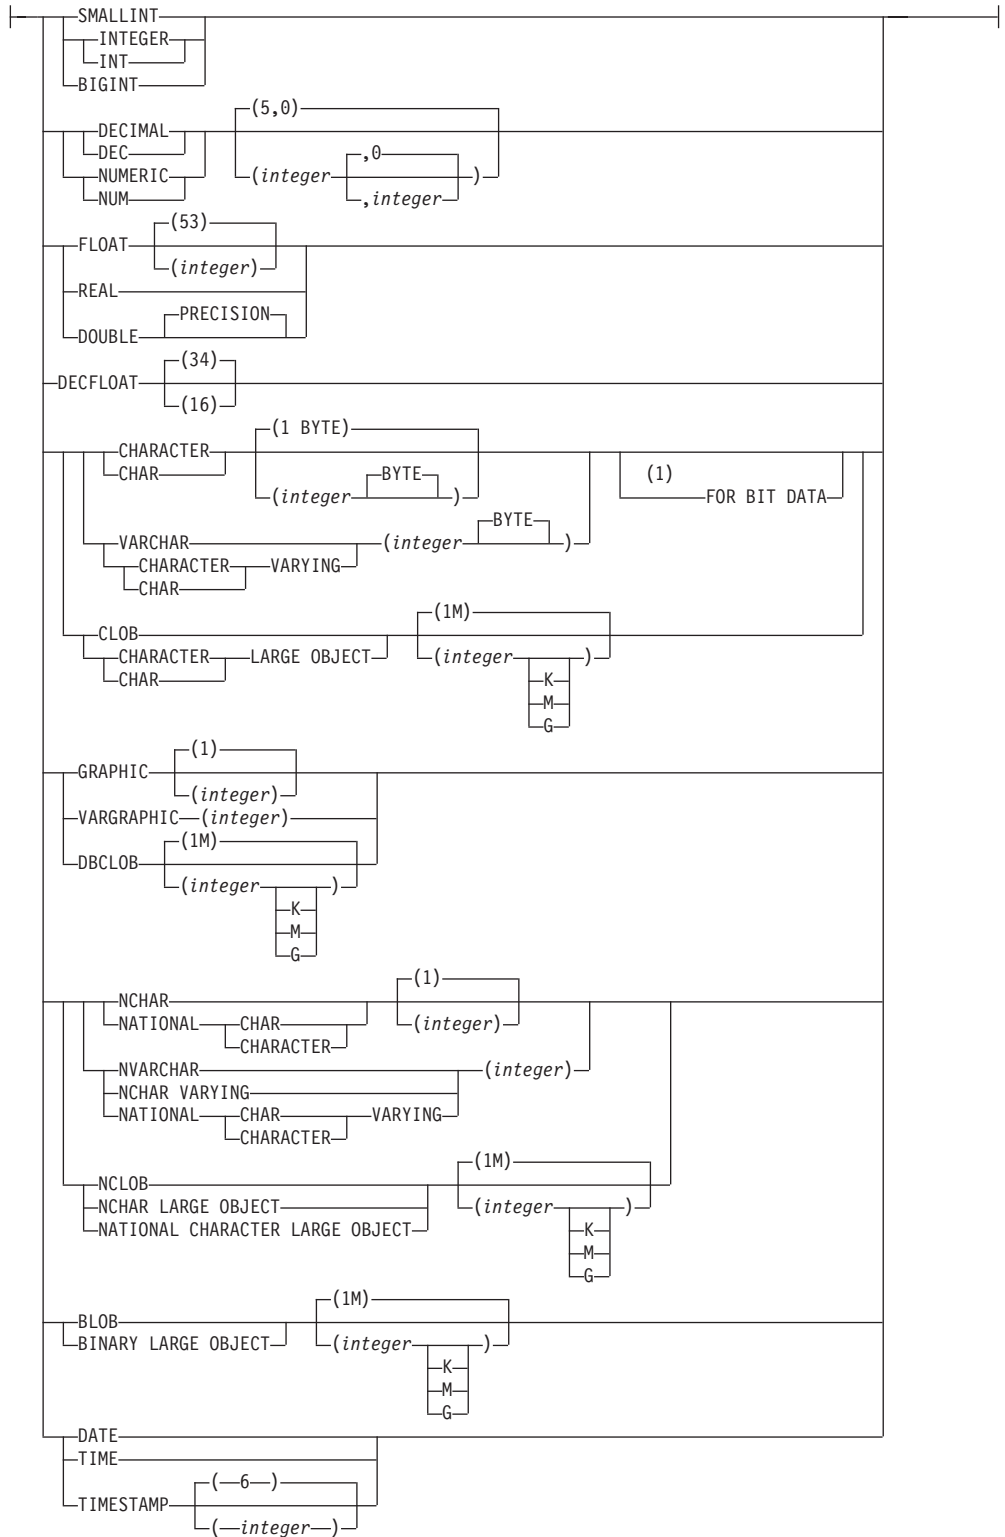 SMALLINT
INTEGER
INT
BIGINT
(5,0)
DECIMAL
DEC
,0
NUMERIC
(integer )
NUM
,integer
(53)
FLOAT
(integer)
REAL
PRECISION
DOUBLE
(34)
DECFLOAT
(16)
(1 BYTE)
CHARACTER
CHAR
BYTE
(1)
(integer )
FOR BIT DATA
BYTE
VARCHAR
(integer )
CHARACTER VARYING
CHAR
(1M)
CLOB
CHARACTER LARGE OBJECT
(integer )
CHAR
K
M
G
(1)
GRAPHIC
(integer)
VARGRAPHIC (integer)
(1M)
DBCLOB
(integer )
K
M
G
(1)
NCHAR
NATIONAL CHAR
(integer)
CHARACTER
NVARCHAR
(integer)
NCHAR VARYING
NATIONAL CHAR VARYING
CHARACTER
(1M)
NCLOB
NCHAR LARGE OBJECT
(integer )
NATIONAL CHARACTER LARGE OBJECT
K
M
G
(1M)
BLOB
BINARY LARGE OBJECT
(integer )
K
M
G
DATE
TIME
( 6 )
TIMESTAMP
( integer )